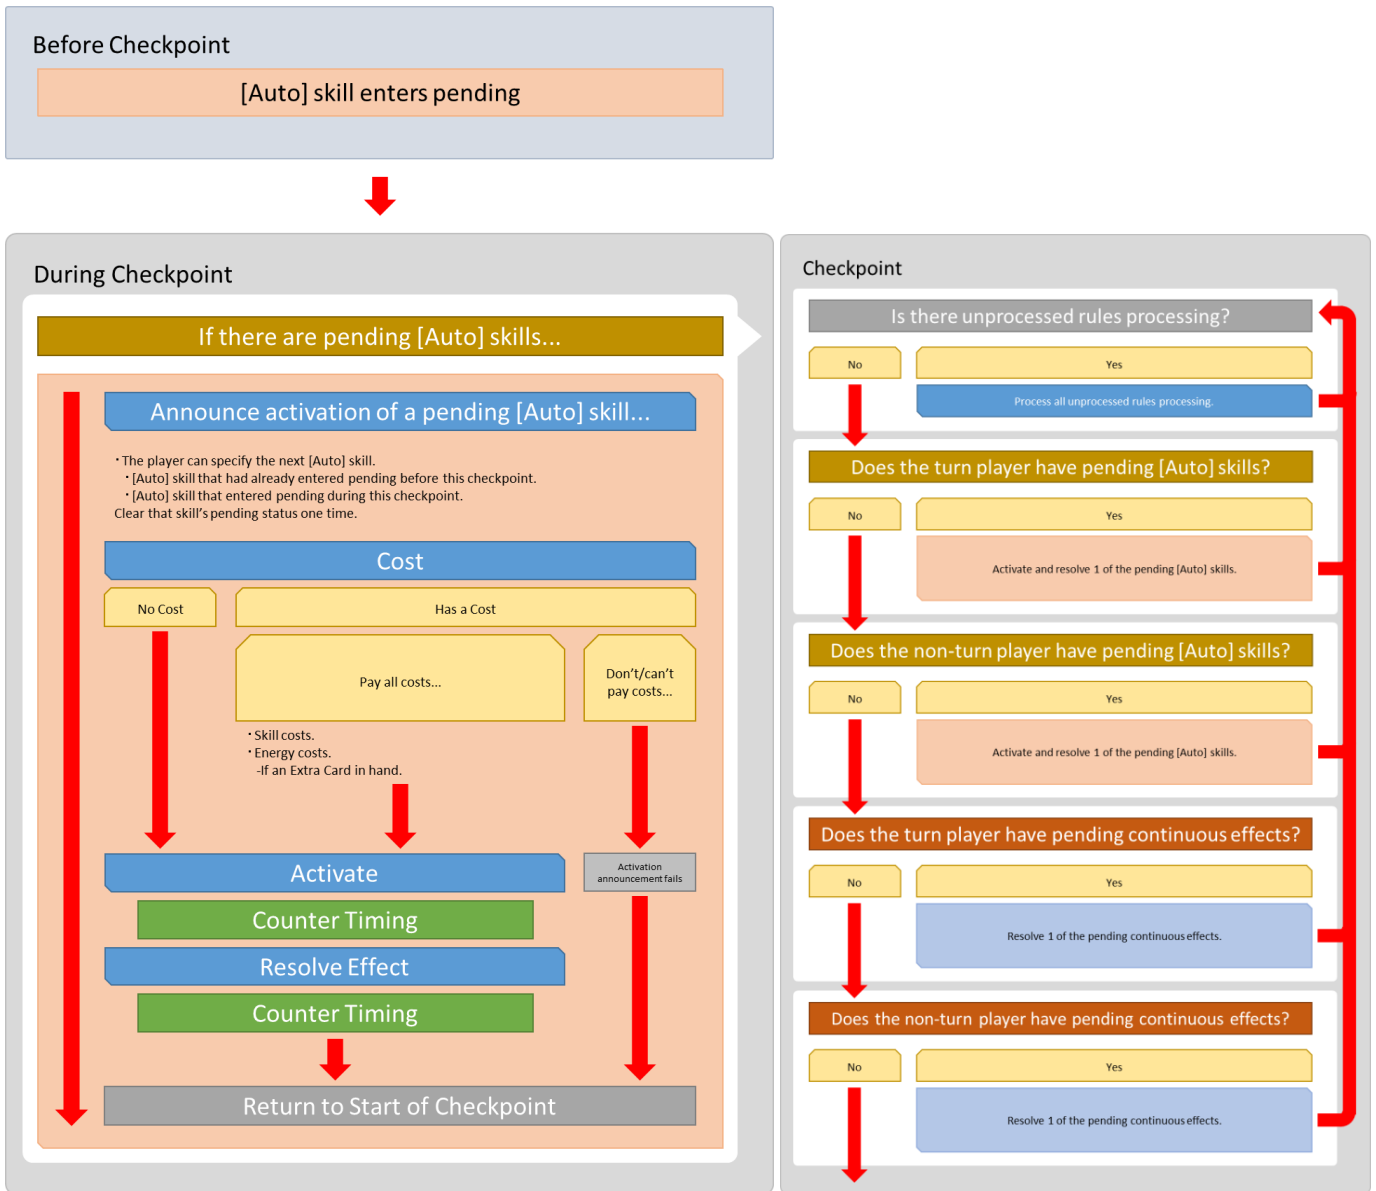 Before Checkpoint
[Auto] skill enters pending
During Checkpoint
If there are pending [Auto] skills...
Announce activation of a pending [Auto] skill...
・The player can specify the next [Auto] skill.
・[Auto] skill that had already entered pending before this checkpoint.
・[Auto] skill that entered pending during this checkpoint.
Clear that skill's pending status one time.
Cost
No Cost
Has a Cost
Pay all costs...
Don't/can't
pay costs...
・Skill costs.
・Energy costs.
-If an Extra Card in hand.
Activate
Activation
announcement fails
Counter Timing
Resolve Effect
Counter Timing
Return to Start of Checkpoint
Checkpoint
Is there unprocessed rules processing?
No
Yes
Process all unprocessed rules processing.
Does the turn player have pending [Auto] skills?
No
Yes
Activate and resolve 1 of the pending [Auto] skills.
Does the non-turn player have pending [Auto] skills?
No
Yes
Activate and resolve 1 of the pending [Auto] skills.
Does the turn player have pending continuous effects?
No
Yes
Resolve 1 of the pending continuous effects.
Does the non-turn player have pending continuous effects?
No
Yes
Resolve 1 of the pending continuous effects.